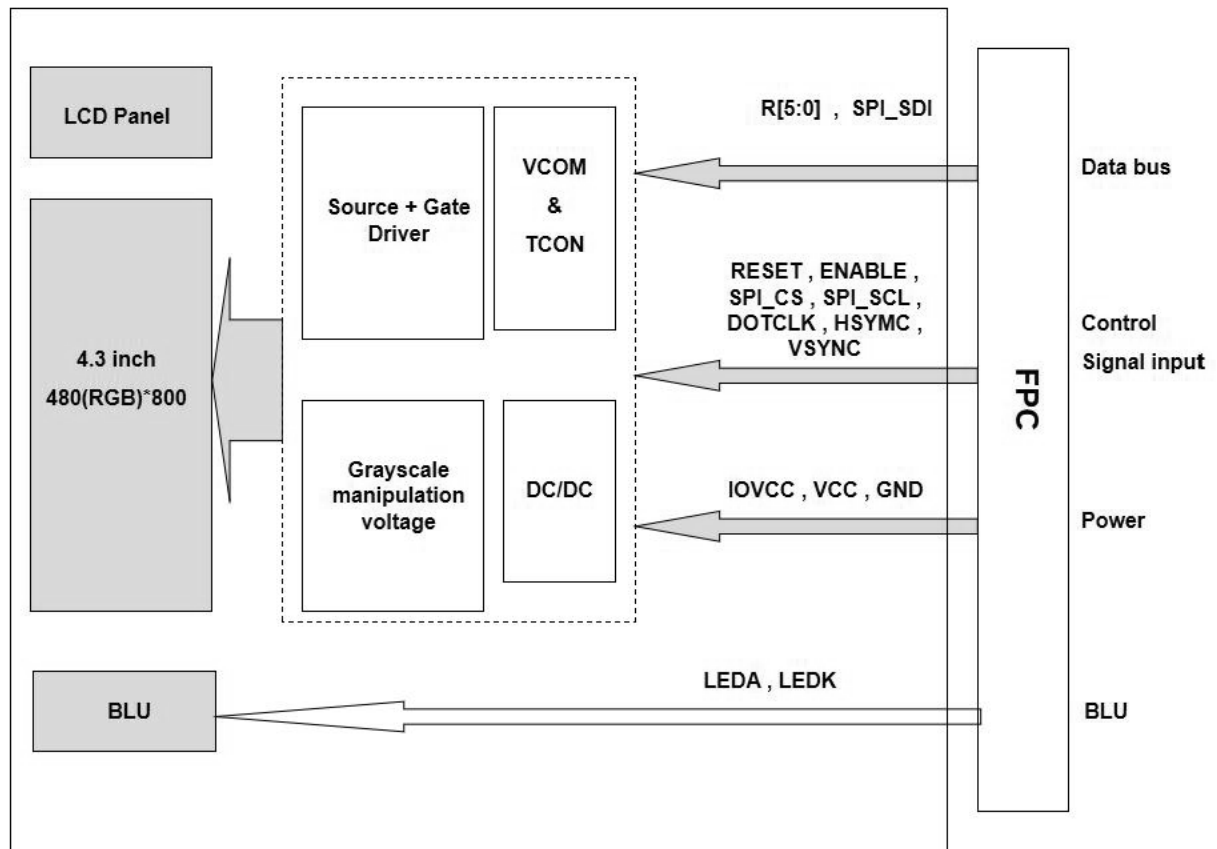 LCD Panel
4.3 inch
480(RGB)*800
BLU
Source + Gate
Driver
VCOM
&
TCON
Grayscale
manipulation
voltage
DC/DC
R[5:0] , SPI_SDI
RESET , ENABLE ,
SPI_CS , SPI_SCL ,
DOTCLK , HSYMC ,
VSYNC
IOVCC , VCC , GND
LEDA , LEDK
FPC
Data bus
Control
Signal input
Power
BLU